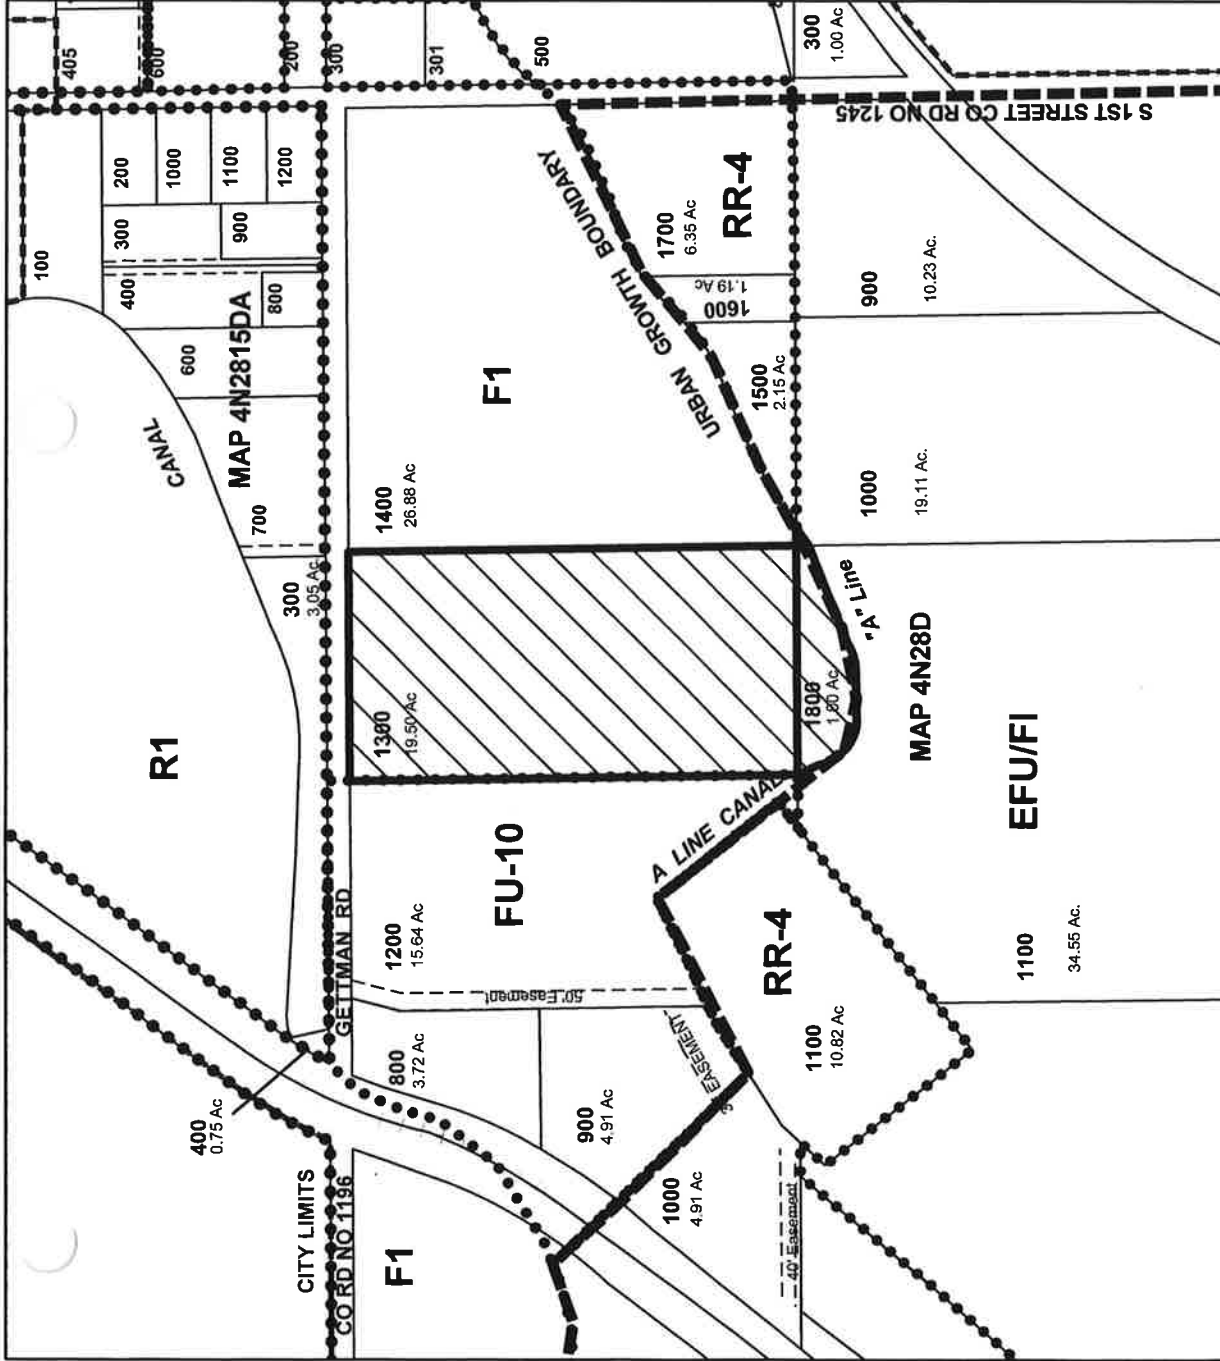 405
600
200
300
301
500
300
1.00 Ac
S 1ST STREET CO RD NO 1245
100
200
1000
1100
1200
300
900
400
800
600
700
MAP 4N2815DA
CANAL
R1
300
3.05 Ac
400
0.75 Ac
CITY LIMITS
CO RD NO 1196
GETTMAN RD
F1
1400
26.88 Ac
F1
URBAN GROWTH BOUNDARY
1700
6.35 Ac
RR-4
1600
1.19 Ac
1500
2.15 Ac
900
10.23 Ac.
1000
19.11 Ac.
1300
19.50 Ac
1800
1.00 Ac
"A" Line
MAP 4N28D
EFU/FI
1100
34.55 Ac.
A LINE CANAL
FU-10
1200
15.64 Ac
50' Easement
800
3.72 Ac
900
4.91 Ac
1000
4.91 Ac
EASEMENT
RR-4
1100
10.82 Ac
40' Easement